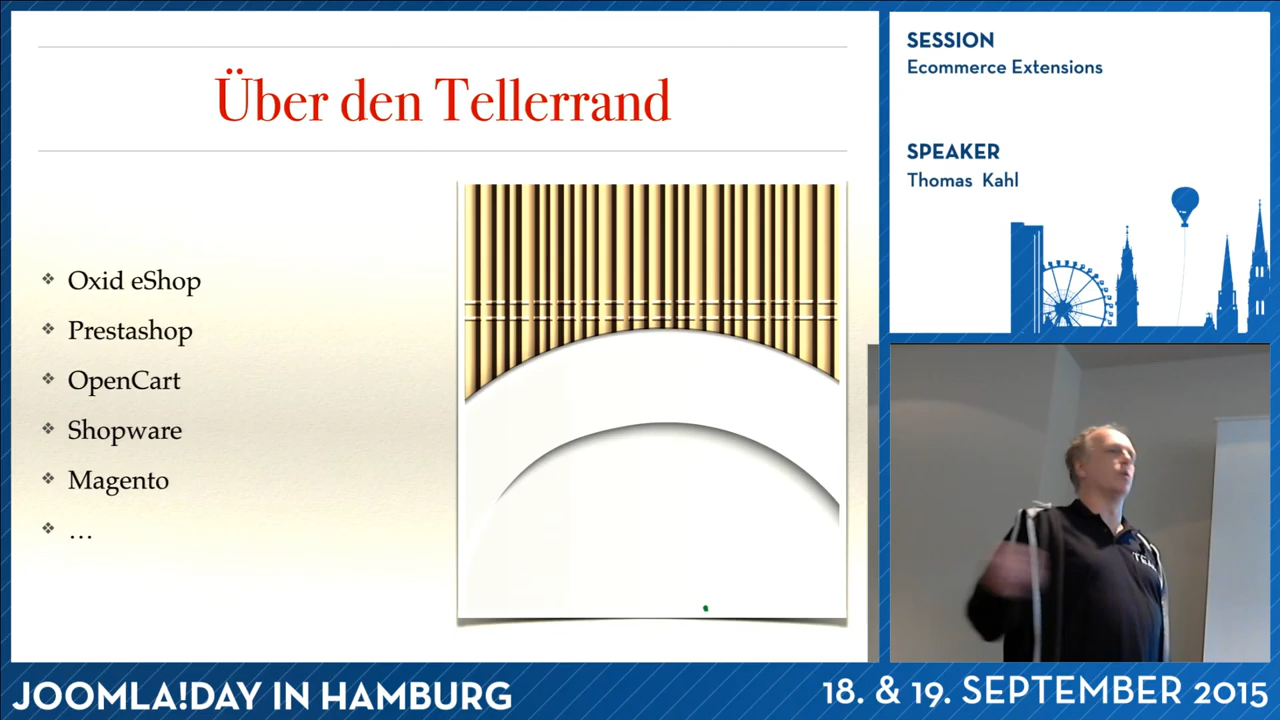 Über den Tellerrand
Oxid eShop
Prestashop
OpenCart
Shopware
Magento
...
SESSION
Ecommerce Extensions
SPEAKER
Thomas Kahl
JOOMLA!DAY IN HAMBURG
18. & 19. SEPTEMBER 2015